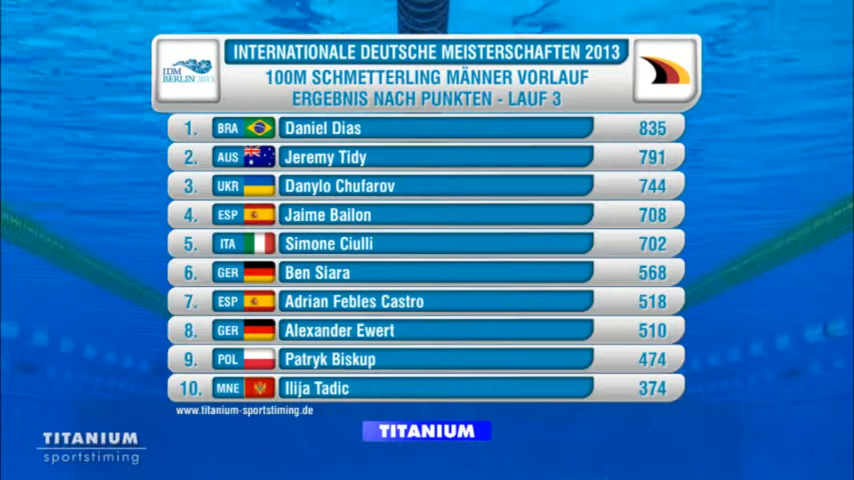 IDM
BERLIN 2013
INTERNATIONALE DEUTSCHE MEISTERSCHAFTEN 2013
100M SCHMETTERLING MÄNNER VORLAUF
ERGEBNIS NACH PUNKTEN - LAUF 3
1. BRA Daniel Dias 835
2. AUS Jeremy Tidy 791
3. UKR Danylo Chufarov 744
4. ESP Jaime Bailon 708
5. ITA Simone Ciulli 702
6. GER Ben Siara 568
7. ESP Adrian Febles Castro 518
8. GER Alexander Ewert 510
9. POL Patryk Biskup 474
10. MNE Ilija Tadic 374
www.titanium-sportstiming.de
TITANIUM
TITANIUM
sportstiming